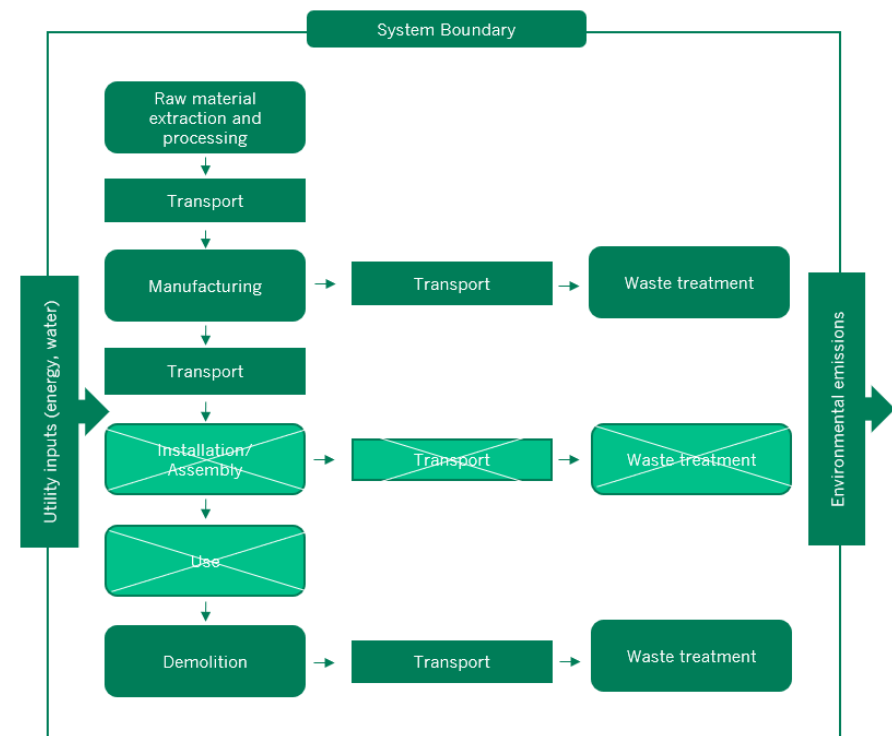 System Boundary
Raw material
extraction and
processing
Transport
Manufacturing
Transport
Waste treatment
Transport
Installation/
Assembly
Transport
Waste treatment
Use
Demolition
Transport
Waste treatment
Utility inputs (energy, water)
Environmental emissions